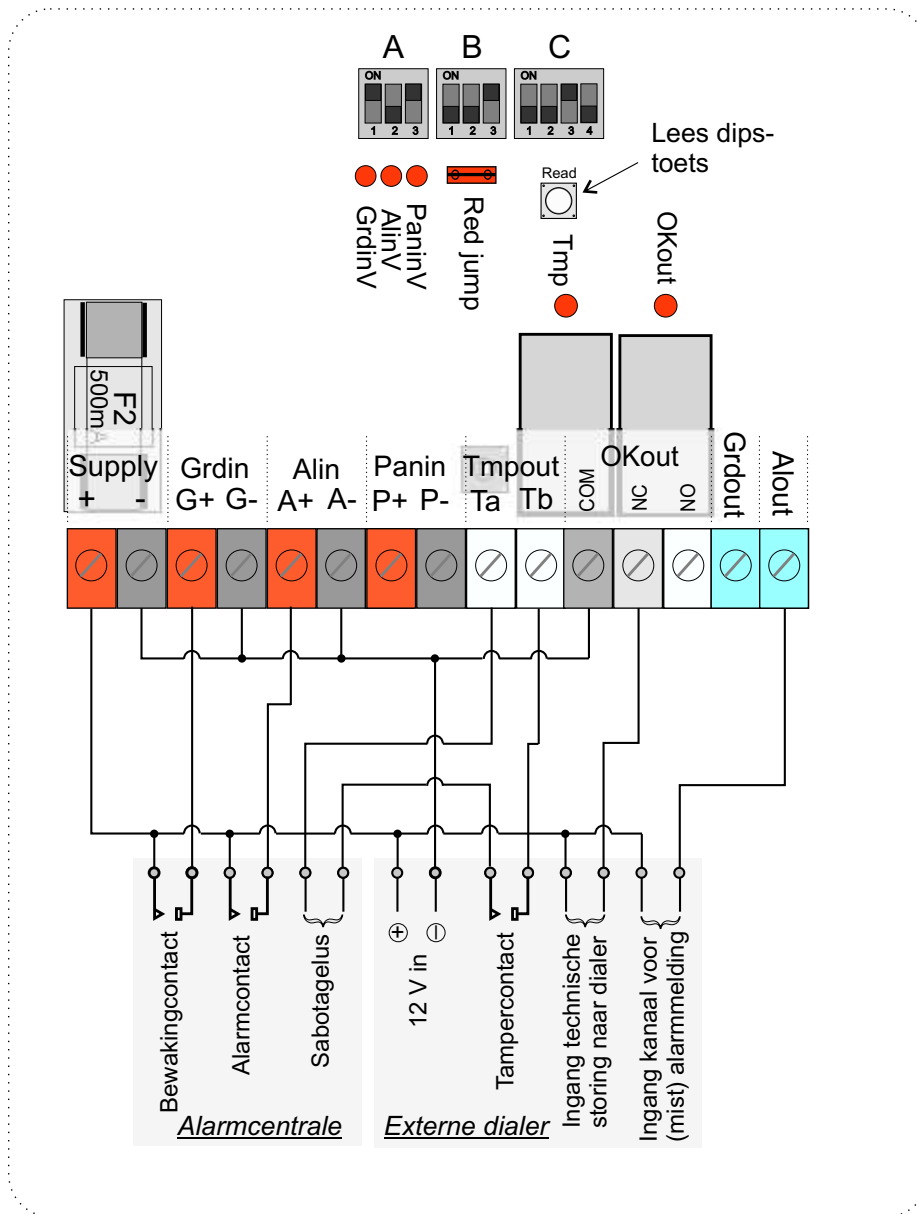 A B C
ON ON ON
1 2 3 1 2 3 1 2 3 4
Lees dips-
toets
Read
GrdinV
AlinV
PaninV
Red jump
Tmp
OKout
F2
500mA
Supply Grdin Alin Panin Tmpout OKout Grdout Alout
+ - G+ G- A+ A- P+ P- Ta Tb COM NC NO
+ −
Bewakingcontact
Alarmcontact
Sabotagelus
12 V in
Tampercontact
Ingang technische
storing naar dialer
Ingang kanaal voor
(mist) alarmmelding
Alarmcentrale Externe dialer